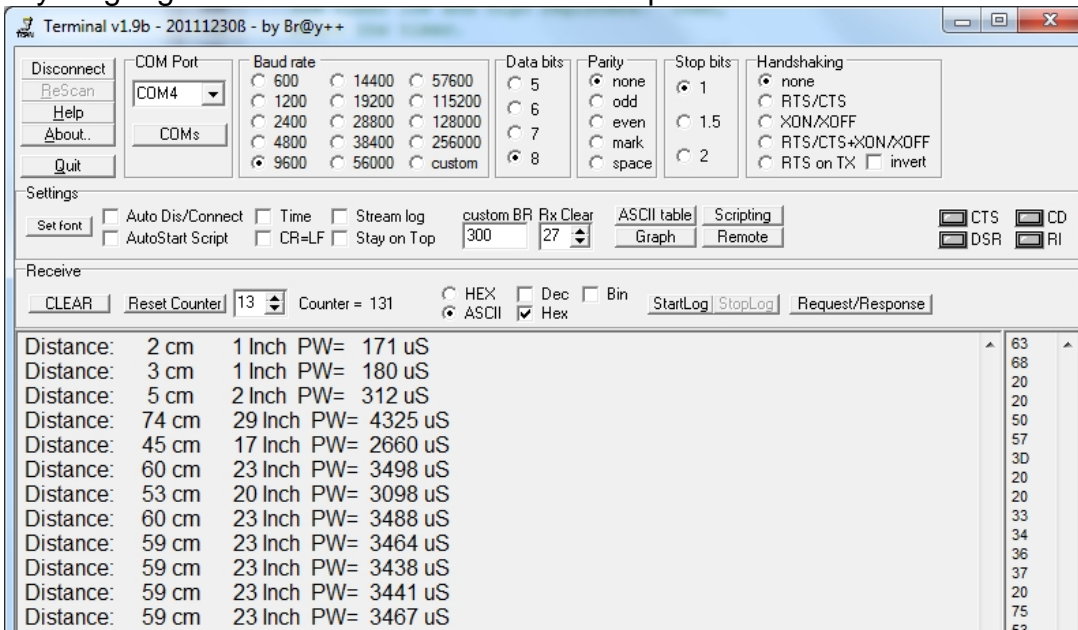 Terminal v1.9b - 20111230ß - by Br@y++
Disconnect
ReScan
Help
About..
Quit
COM Port
COM4
COMs
Baud rate
600 14400 57600
1200 19200 115200
2400 28800 128000
4800 38400 256000
9600 56000 custom
Data bits
5
6
7
8
Parity
none
odd
even
mark
space
Stop bits
1
1.5
2
Handshaking
none
RTS/CTS
XON/XOFF
RTS/CTS+XON/XOFF
RTS on TX invert
Settings
Set font
Auto Dis/Connect Time Stream log
AutoStart Script CR=LF Stay on Top
custom BR Rx Clear
300 27
ASCII table Scripting
Graph Remote
CTS CD
DSR RI
Receive
CLEAR Reset Counter 13 Counter = 131
HEX Dec Bin
ASCII Hex
StartLog StopLog Request/Response
Distance: 2 cm 1 Inch PW= 171 uS
Distance: 3 cm 1 Inch PW= 180 uS
Distance: 5 cm 2 Inch PW= 312 uS
Distance: 74 cm 29 Inch PW= 4325 uS
Distance: 45 cm 17 Inch PW= 2660 uS
Distance: 60 cm 23 Inch PW= 3498 uS
Distance: 53 cm 20 Inch PW= 3098 uS
Distance: 60 cm 23 Inch PW= 3488 uS
Distance: 59 cm 23 Inch PW= 3464 uS
Distance: 59 cm 23 Inch PW= 3438 uS
Distance: 59 cm 23 Inch PW= 3441 uS
Distance: 59 cm 23 Inch PW= 3467 uS
63
68
20
20
50
57
3D
20
20
33
34
36
37
20
75
53